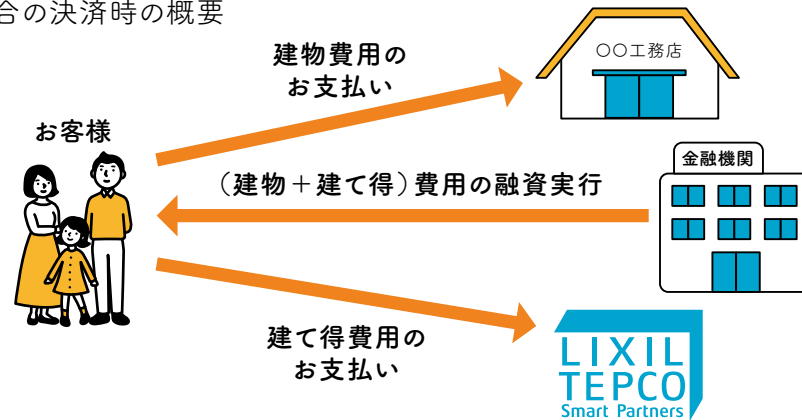 合の決済時の概要
建物費用の
お支払い
〇〇工務店
お客様
金融機関
（建物＋建て得）費用の融資実行
建て得費用の
お支払い
LIXIL
TEPCO
Smart Partners